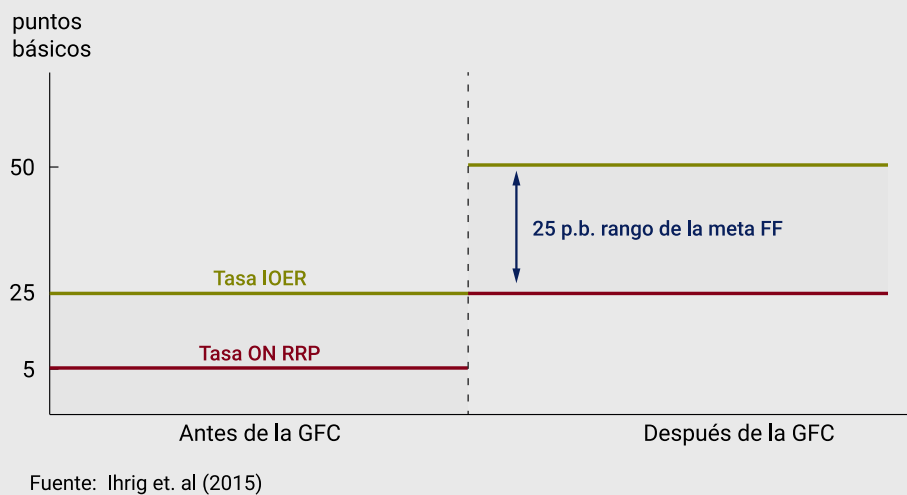 puntos
básicos
50
25 p.b. rango de la meta FF
Tasa IOER
25
Tasa ON RRP
5
Antes de la GFC
Después de la GFC
Fuente: Ihrig et. al (2015)